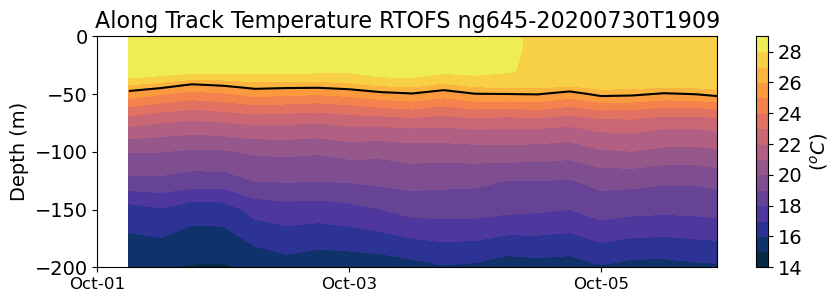 Along Track Temperature RTOFS ng645-20200730T1909
Depth (m)
0
−50
−100
−150
−200
Oct-01
Oct-03
Oct-05
28
26
24
22
20
18
16
14
(°C)